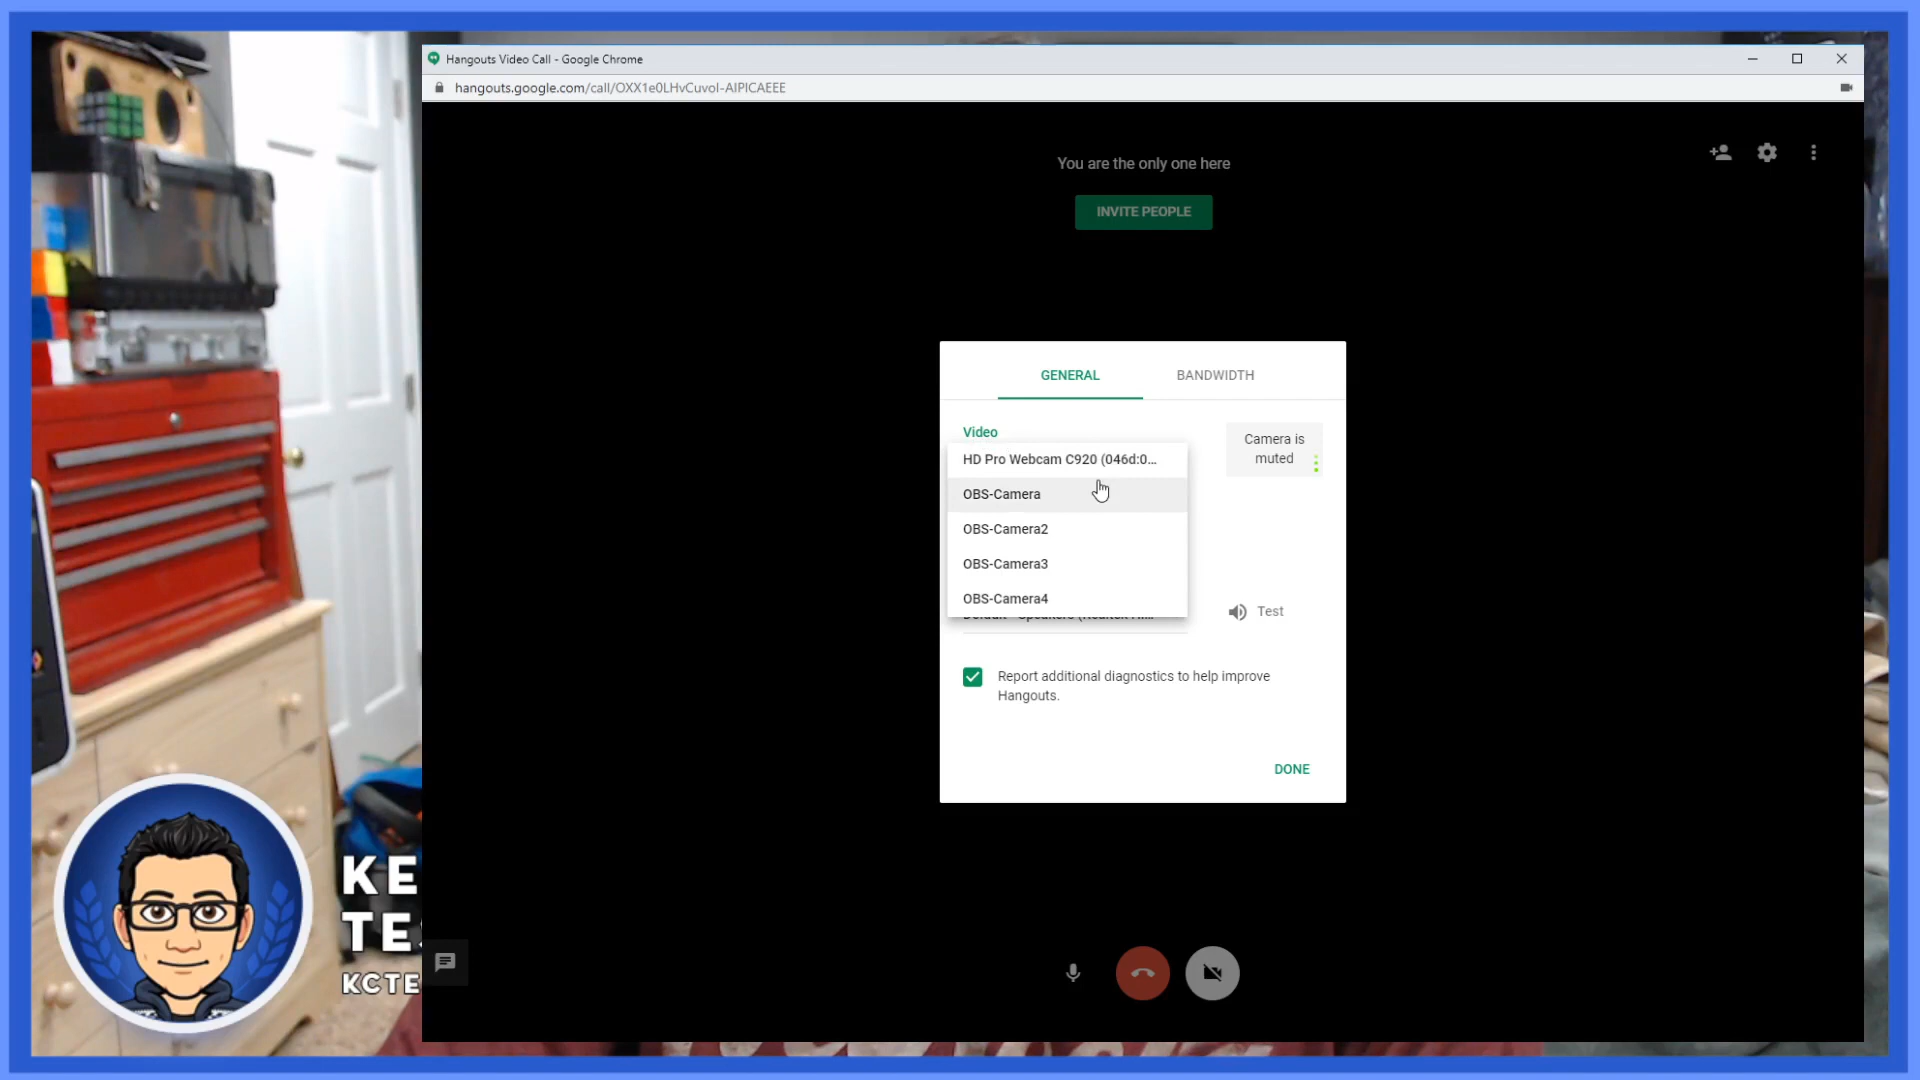 Hangouts Video Call - Google Chrome
hangouts.google.com/call/OXX1e0LHvCuvol-AIPICAEEE
You are the only one here
INVITE PEOPLE
GENERAL
BANDWIDTH
Video
Camera is
muted
HD Pro Webcam C920 (046d:0...
OBS-Camera
OBS-Camera2
OBS-Camera3
OBS-Camera4
Test
Report additional diagnostics to help improve
Hangouts.
DONE
KE
TE
KCTE